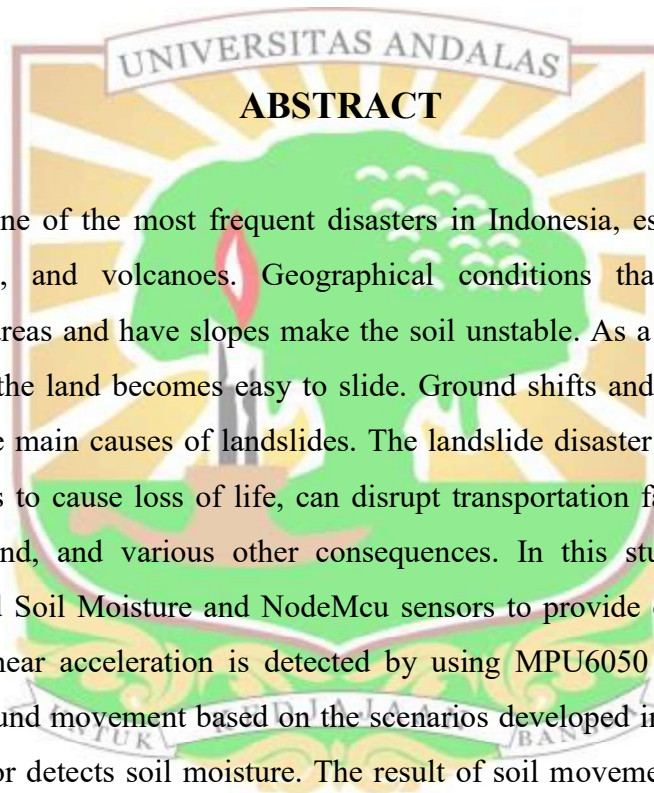 UNIVERSITAS ANDALAS
ABSTRACT
ne of the most frequent disasters in Indonesia, es
, and volcanoes. Geographical conditions tha
reas and have slopes make the soil unstable. As a
the land becomes easy to slide. Ground shifts and
e main causes of landslides. The landslide disaster
s to cause loss of life, can disrupt transportation fa
nd, and various other consequences. In this stu
l Soil Moisture and NodeMcu sensors to provide
near acceleration is detected by using MPU6050
und movement based on the scenarios developed in
UNTUK KEDJAJAAN BANGSA
or detects soil moisture. The result of soil moveme